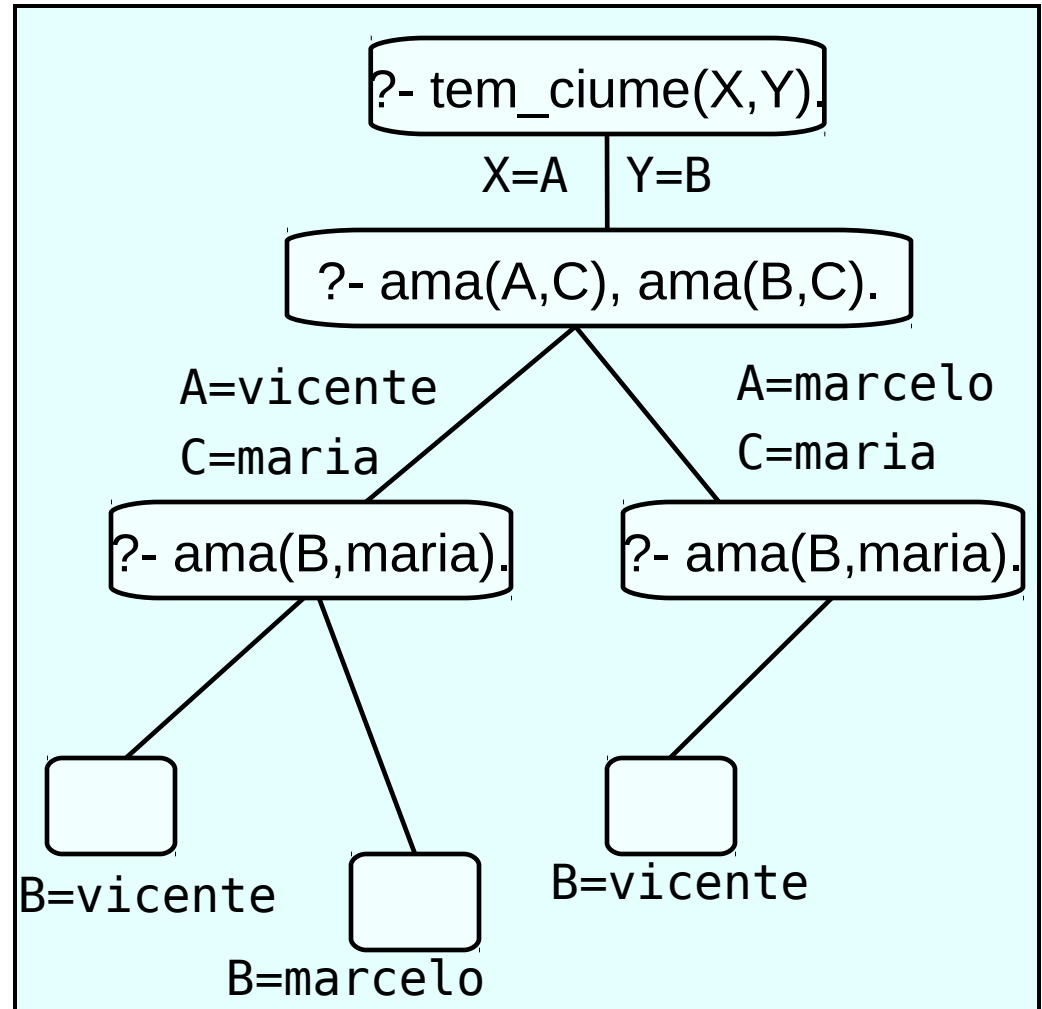 ?- tem_ciume(X,Y).
X=A Y=B
?- ama(A,C), ama(B,C).
A=vicente
C=maria
A=marcelo
C=maria
?- ama(B,maria).
?- ama(B,maria).
B=vicente
B=marcelo
B=vicente